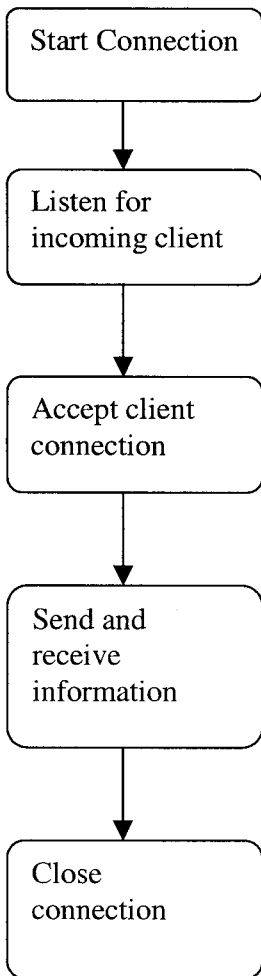 Start Connection
Listen for
incoming client
Accept client
connection
Send and
receive
information
Close
connection